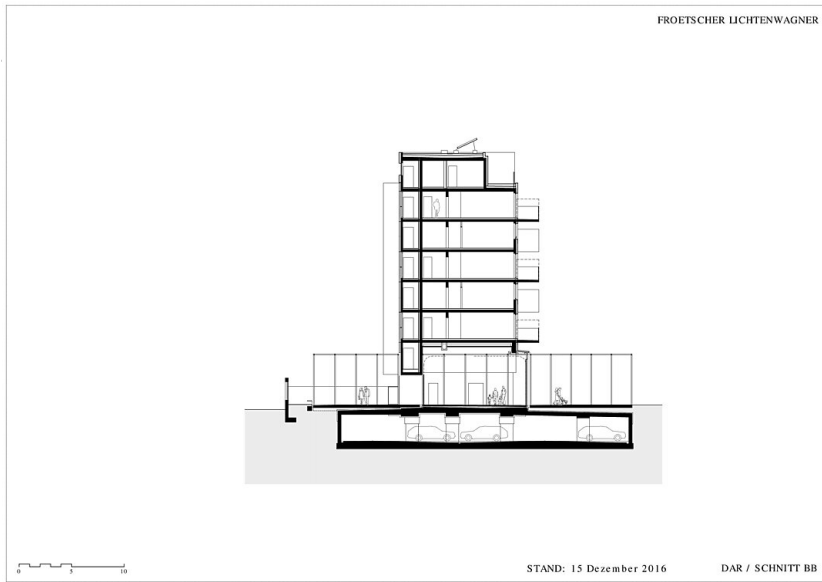 FROETSCHER LICHTENWAGNER
0 5 10
STAND: 15 Dezember 2016 DAR / SCHNITT BB